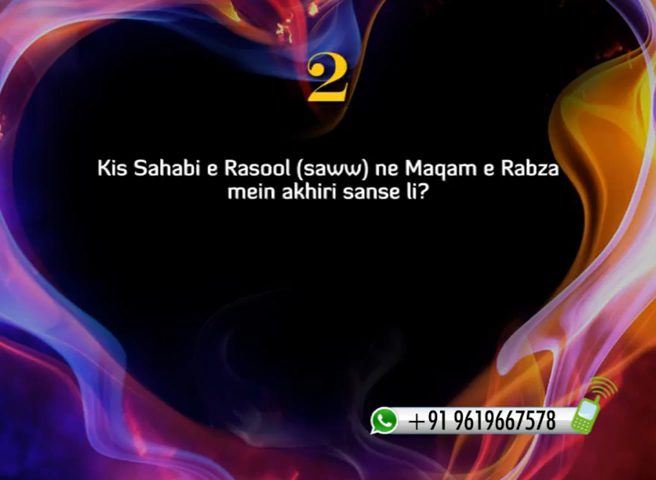 2
Kis Sahabi e Rasool (saww) ne Maqam e Rabza
mein akhiri sanse li?
+91 9619667578